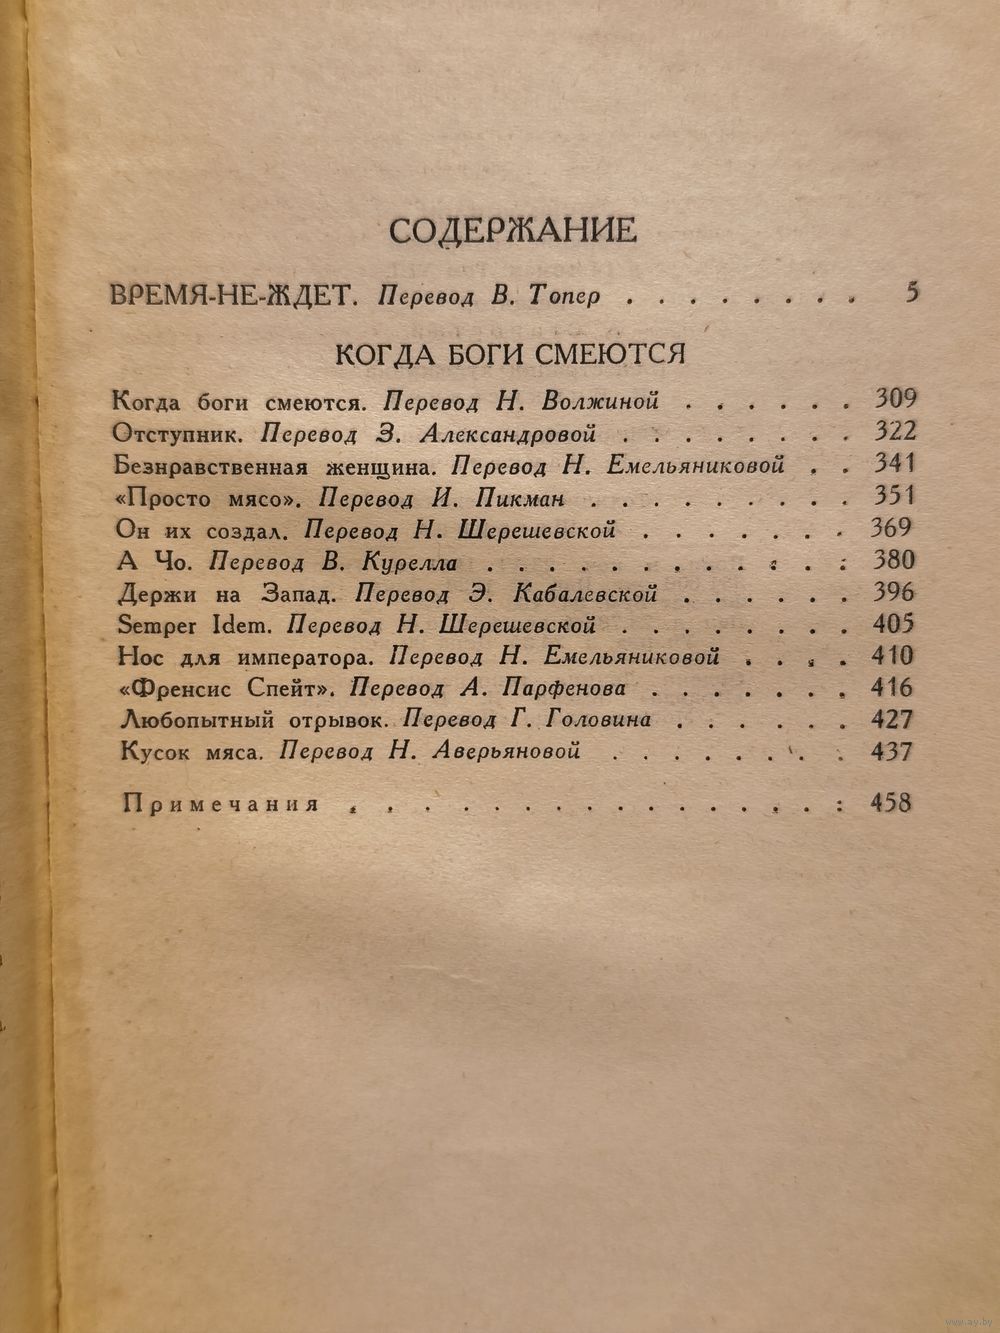 СОДЕРЖАНИЕ
ВРЕМЯ-НЕ-ЖДЕТ. Перевод В. Топер . . . . . . . . 5
КОГДА БОГИ СМЕЮТСЯ
Когда боги смеются. Перевод Н. Волжиной . . . . . . 309
Отступник. Перевод З. Александровой . . . . . . . . 322
Безнравственная женщина. Перевод Н. Емельяниковой . . 341
«Просто мясо». Перевод И. Пикман . . . . . . . . . 351
Он их создал. Перевод Н. Шерешевской . . . . . . . 369
А Чо. Перевод В. Курелла . . . . . . . . . . . . 380
Держи на Запад. Перевод Э. Кабалевской . . . . . . 396
Semper Idem. Перевод Н. Шерешевской . . . . . . . . 405
Нос для императора. Перевод Н. Емельяниковой . . . . 410
«Френсис Спейт». Перевод А. Парфенова . . . . . . . 416
Любопытный отрывок. Перевод Г. Головина . . . . . . 427
Кусок мяса. Перевод Н. Аверьяновой . . . . . . . . 437
Примечания . . . . . . . . . . . . . . 458
www.ay.by